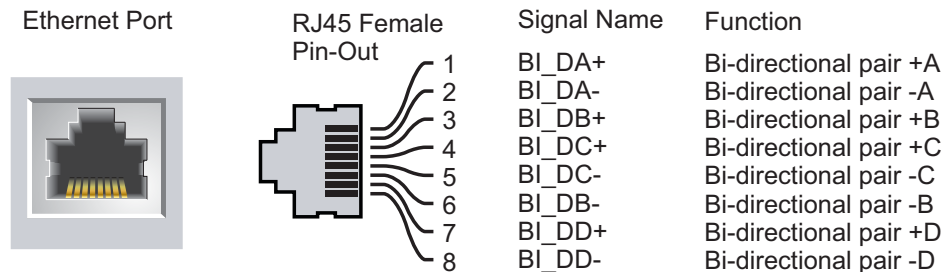 Ethernet Port
RJ45 Female
Pin-Out
Signal Name Function
1 BI_DA+ Bi-directional pair +A
2 BI_DA- Bi-directional pair -A
3 BI_DB+ Bi-directional pair +B
4 BI_DC+ Bi-directional pair +C
5 BI_DC- Bi-directional pair -C
6 BI_DB- Bi-directional pair -B
7 BI_DD+ Bi-directional pair +D
8 BI_DD- Bi-directional pair -D